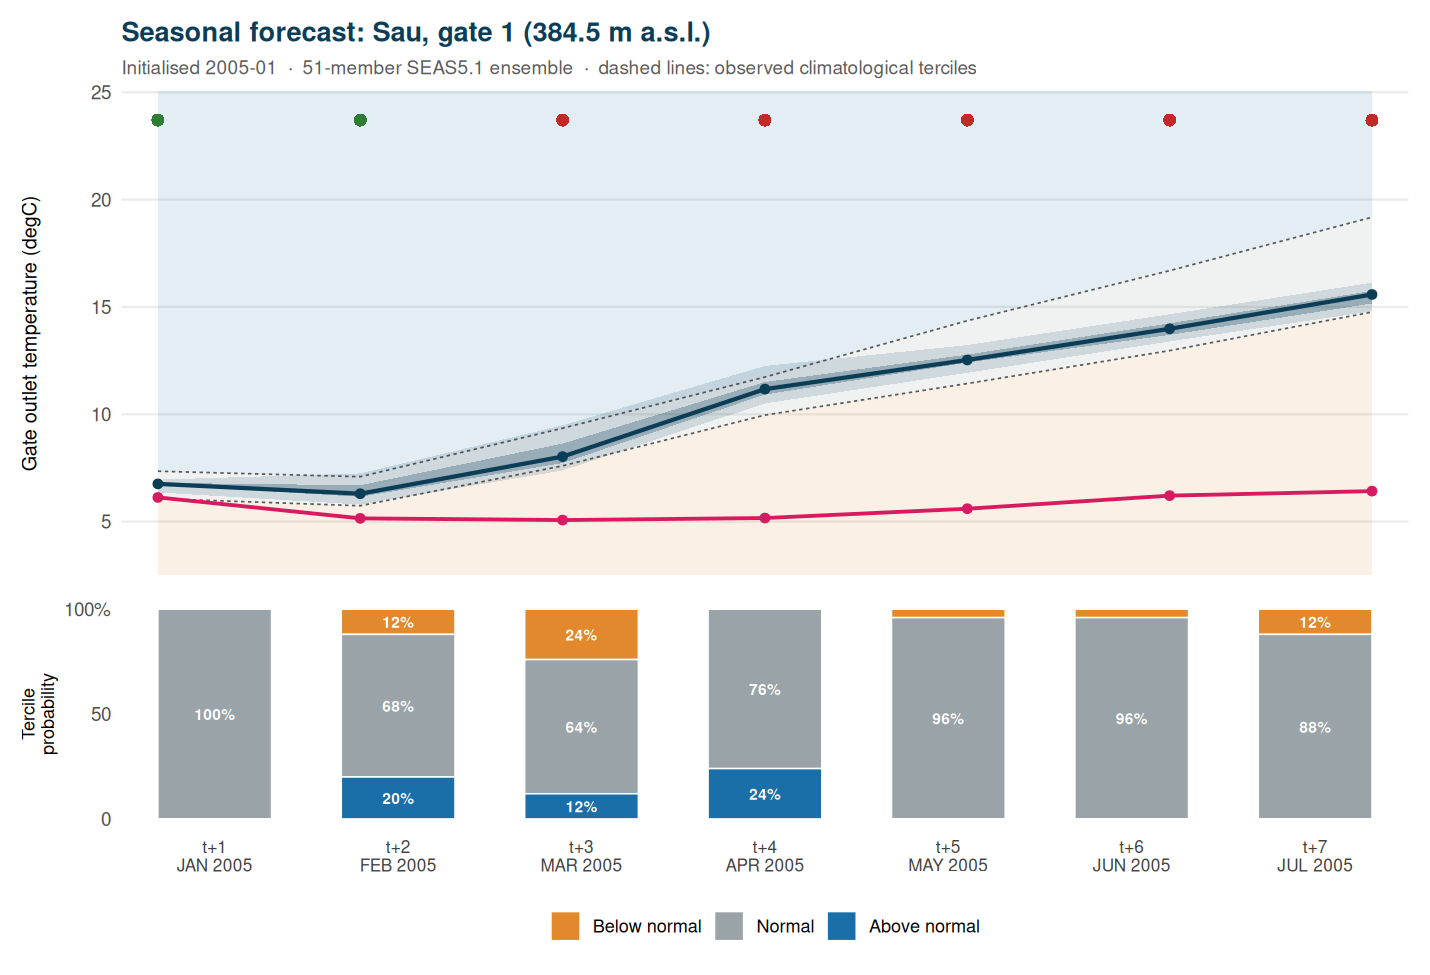 Seasonal forecast: Sau, gate 1 (384.5 m a.s.l.)
Initialised 2005-01 · 51-member SEAS5.1 ensemble · dashed lines: observed climatological terciles
Gate outlet temperature (degC)
25
20
15
10
5
Tercile
probability
100%
50
0
100%
12%
68%
20%
24%
64%
12%
76%
24%
96%
96%
12%
88%
t+1
JAN 2005
t+2
FEB 2005
t+3
MAR 2005
t+4
APR 2005
t+5
MAY 2005
t+6
JUN 2005
t+7
JUL 2005
Below normal
Normal
Above normal